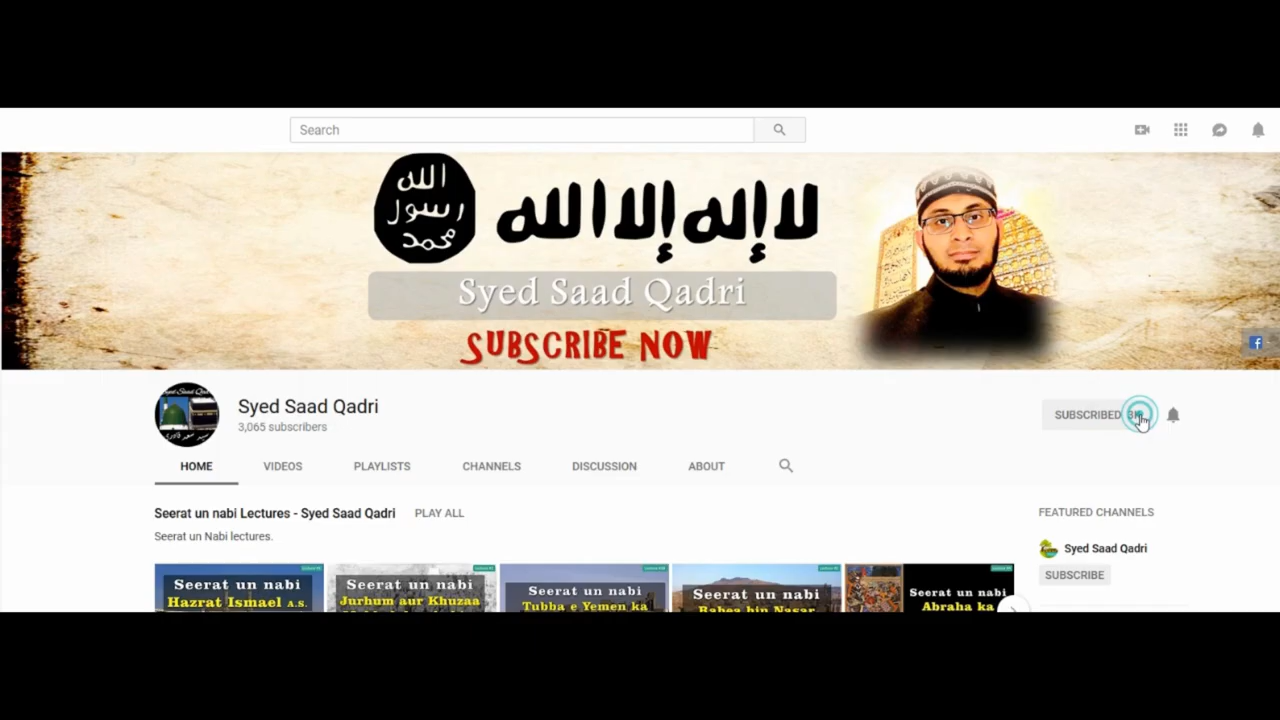 Search
الله
رسول
محمد
لا إله إلا الله
Syed Saad Qadri
SUBSCRIBE NOW
Syed Saad Qadri
3,065 subscribers
SUBSCRIBED
HOME VIDEOS PLAYLISTS CHANNELS DISCUSSION ABOUT
Seerat un nabi Lectures - Syed Saad Qadri PLAY ALL
Seerat un Nabi lectures.
FEATURED CHANNELS
Syed Saad Qadri
SUBSCRIBE
Seerat un nabi
Hazrat Ismael A.S.
Seerat un nabi
Jurhum aur Khuzaa
Seerat un nabi
Tubba e Yemen ka
Seerat un nabi
Rabea bin Nasar
Seerat un nabi
Abraha ka